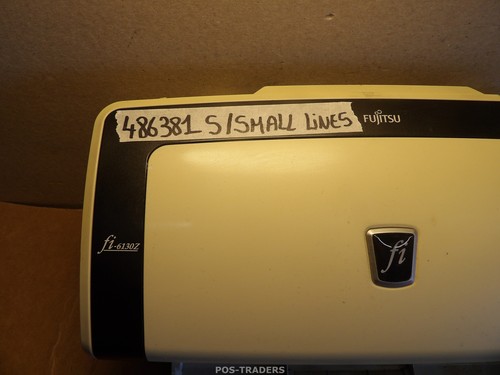 486381 S/SMALL LINES
FUJITSU
fi-6130Z
fi
POS-TRADERS